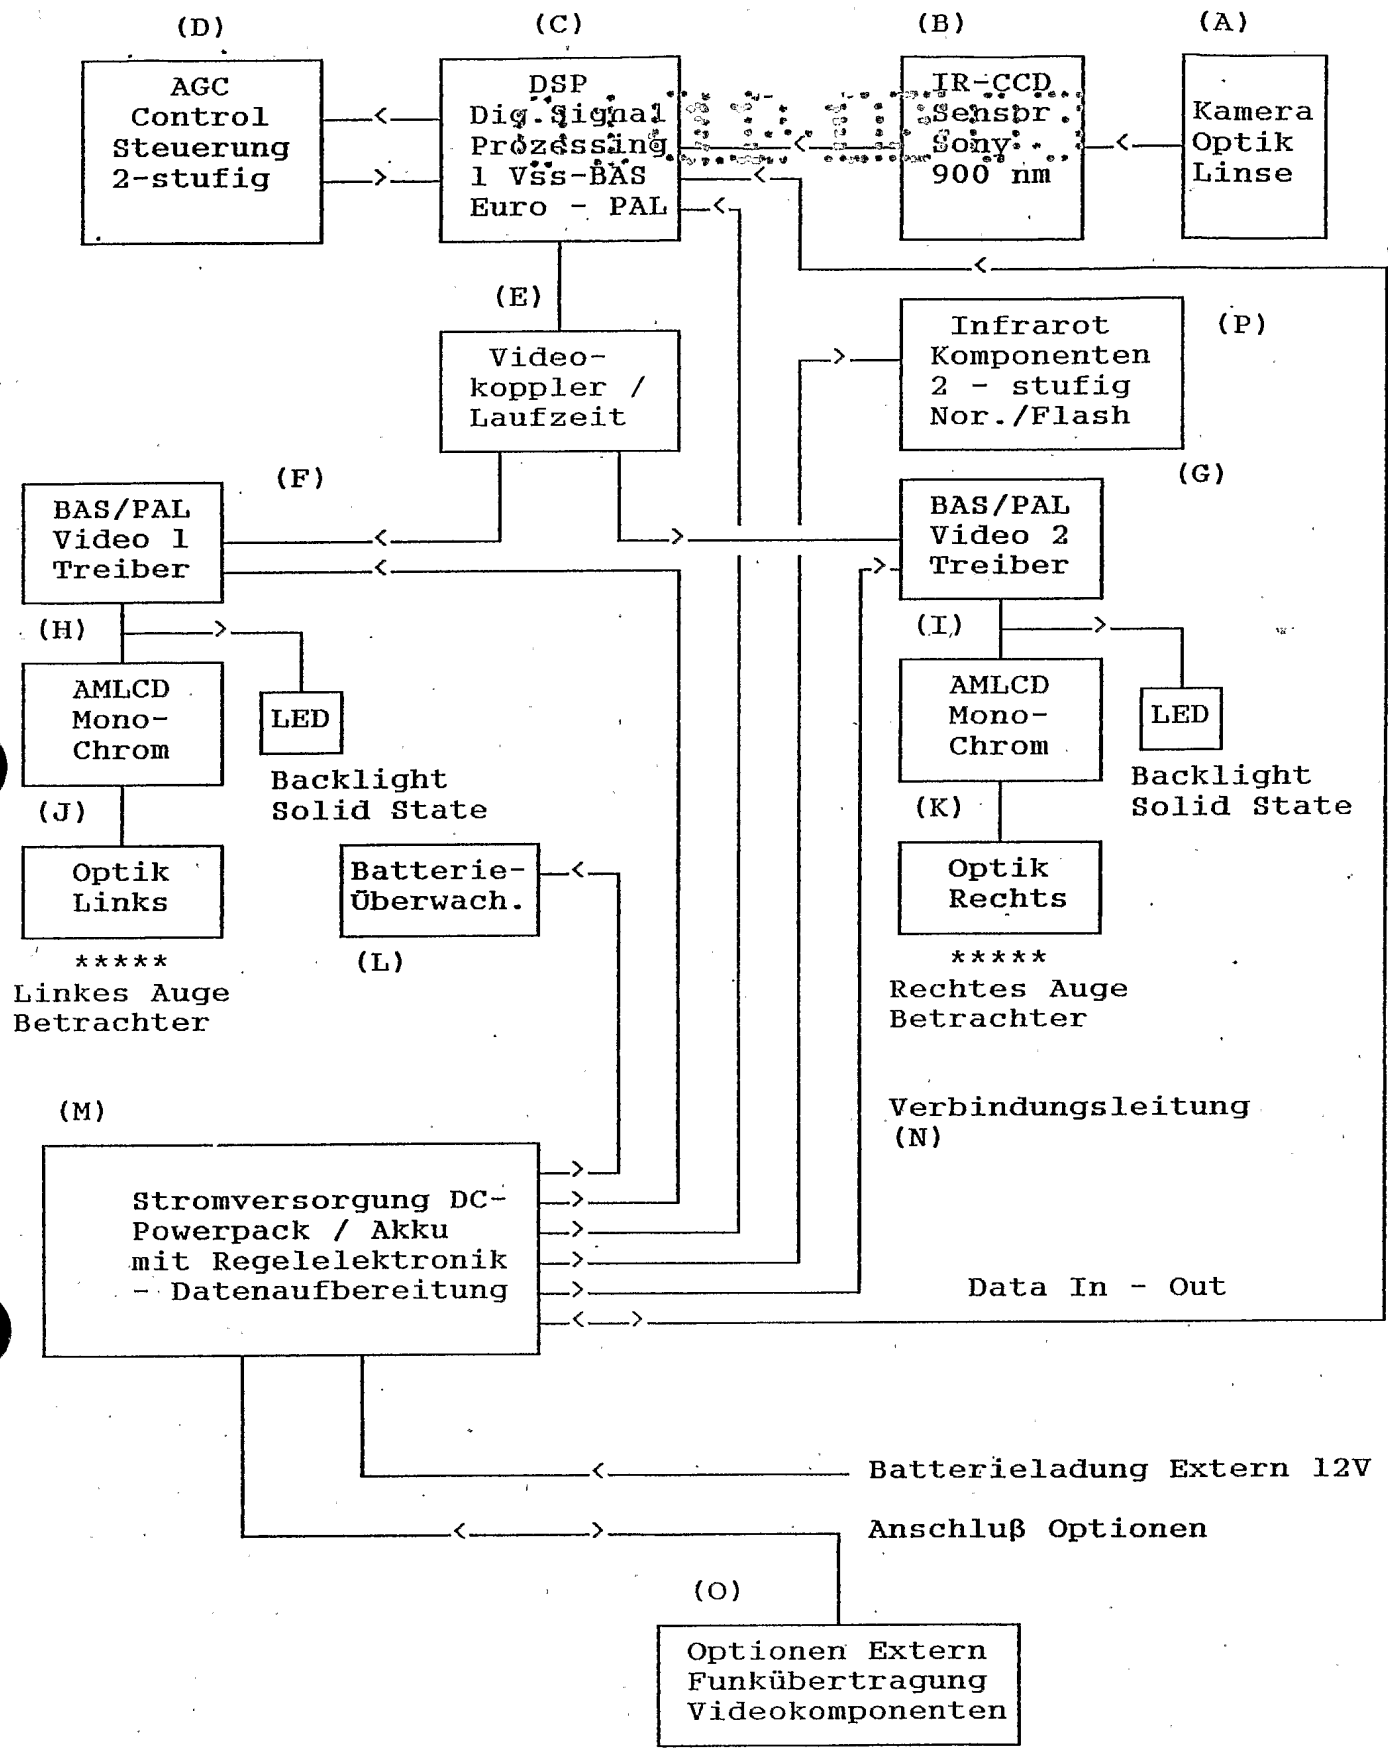 (D)
(C)
(B)
(A)
AGC
Control
Steuerung
2-stufig
DSP
Dig.Signal
Prozessing
1 Vss-BAS
Euro - PAL
IR-CCD
Sensor
Sony
900 nm
Kamera
Optik
Linse
(E)
Video-
koppler /
Laufzeit
Infrarot
Komponenten
2 - stufig
Nor./Flash
(P)
(F)
(G)
BAS/PAL
Video 1
Treiber
BAS/PAL
Video 2
Treiber
(H)
(I)
AMLCD
Mono-
Chrom
LED
Backlight
Solid State
AMLCD
Mono-
Chrom
LED
Backlight
Solid State
(J)
(K)
Optik
Links
Batterie-
Überwach.
Optik
Rechts
*****
Linkes Auge
Betrachter
(L)
*****
Rechtes Auge
Betrachter
(M)
Verbindungsleitung
(N)
Stromversorgung DC-
Powerpack / Akku
mit Regelelektronik
- Datenaufbereitung
Data In - Out
Batterieladung Extern 12V
Anschluß Optionen
(O)
Optionen Extern
Funkübertragung
Videokomponenten